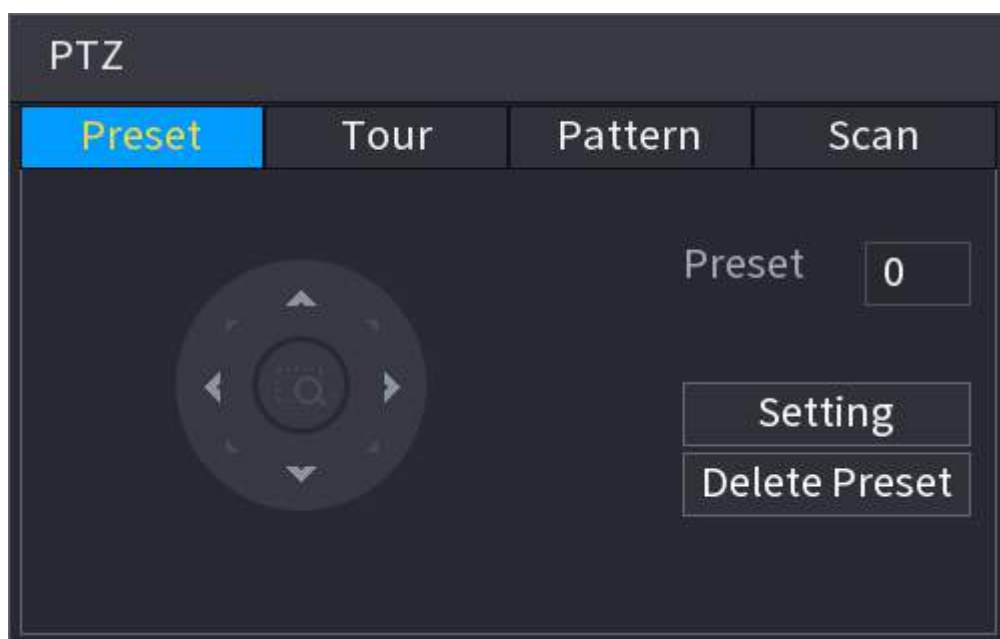 PTZ
Preset Tour Pattern Scan
Preset 0
Setting
Delete Preset